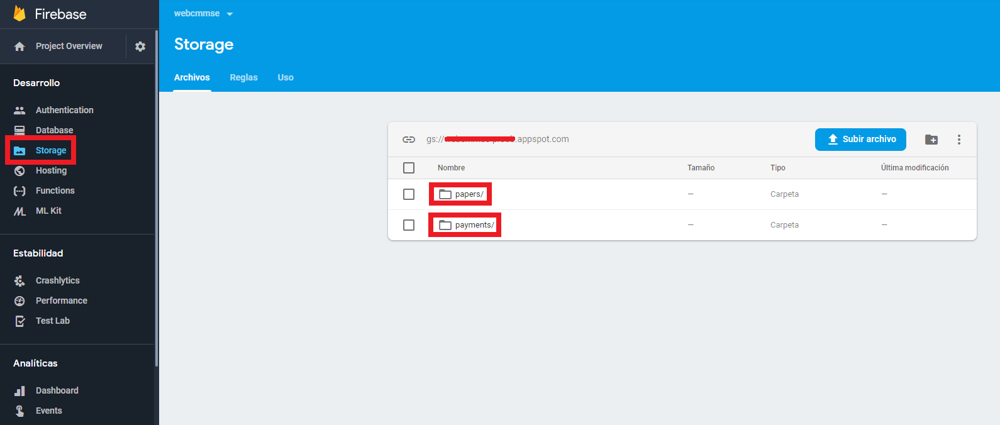 Firebase
Project Overview
Desarrollo
Authentication
Database
Storage
Hosting
Functions
ML Kit
Estabilidad
Crashlytics
Performance
Test Lab
Analíticas
Dashboard
Events
webcmmse
Storage
Archivos Reglas Uso
gs:// .appspot.com
Subir archivo
Nombre Tamaño Tipo Última modificación
papers/ — Carpeta —
payments/ — Carpeta —